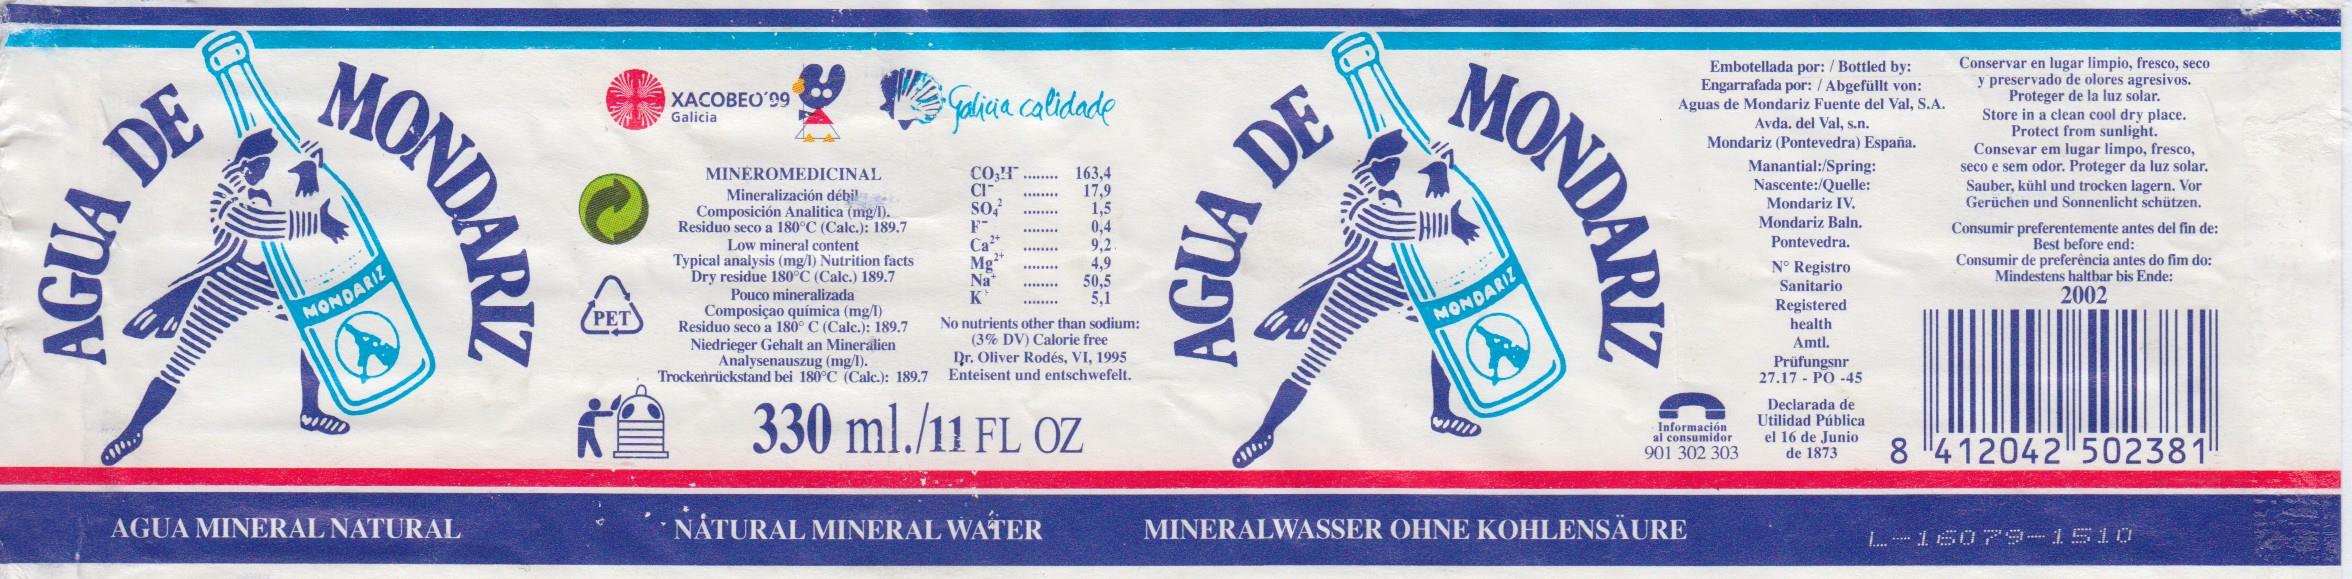 AGUA DE MONDARIZ
MONDARIZ
XACOBEO´99
Galicia
Galicia calidade
PET
MINEROMEDICINAL
Mineralización débil
Composición Analitica (mg/l).
Residuo seco a 180°C (Calc.): 189.7
Low mineral content
Typical analysis (mg/l) Nutrition facts
Dry residue 180°C (Calc.) 189.7
Pouco mineralizada
Composiçao química (mg/l)
Residuo seco a 180° C (Calc.): 189.7
Niedrieger Gehalt an Mineralien
Analysenauszug (mg/l).
Trockenrückstand bei 180°C (Calc.): 189.7
CO₃H⁻ ........ 163,4
Cl⁻ ........ 17,9
SO₄² ........ 1,5
F⁻ ........ 0,4
Ca²⁺ ........ 9,2
Mg²⁺ ........ 4,9
Na⁺ ........ 50,5
K⁺ ........ 5,1
No nutrients other than sodium:
(3% DV) Calorie free
Dr. Oliver Rodés, VI, 1995
Enteisent und entschwefelt.
330 ml./11 FL OZ
AGUA DE MONDARIZ
MONDARIZ
Embotellada por: / Bottled by:
Engarrafada por: / Abgefüllt von:
Aguas de Mondariz Fuente del Val, S.A.
Avda. del Val, s.n.
Mondariz (Pontevedra) España.
Manantial:/Spring:
Nascente:/Quelle:
Mondariz IV.
Mondariz Baln.
Pontevedra.
N° Registro
Sanitario
Registered
health
Amtl.
Prüfungsnr
27.17 - PO -45
Declarada de
Utilidad Pública
el 16 de Junio
de 1873
Información
al consumidor
901 302 303
Conservar en lugar limpio, fresco, seco
y preservado de olores agresivos.
Proteger de la luz solar.
Store in a clean cool dry place.
Protect from sunlight.
Consevar em lugar limpo, fresco,
seco e sem odor. Proteger da luz solar.
Sauber, kühl und trocken lagern. Vor
Gerüchen und Sonnenlicht schützen.
Consumir preferentemente antes del fin de:
Best before end:
Consumir de preferência antes do fim do:
Mindestens haltbar bis Ende:
2002
8 412042 502381
AGUA MINERAL NATURAL
NATURAL MINERAL WATER
MINERALWASSER OHNE KOHLENSÄURE
L-16079-1510